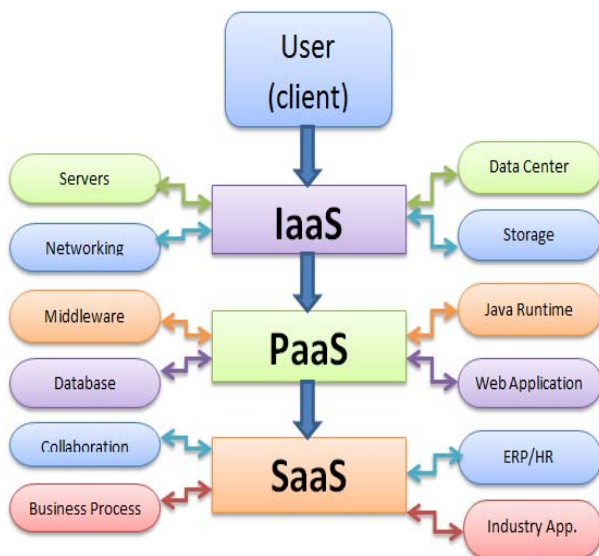 User
(client)
Servers
Data Center
IaaS
Networking
Storage
Middleware
Java Runtime
PaaS
Database
Web Application
Collaboration
ERP/HR
SaaS
Business Process
Industry App.